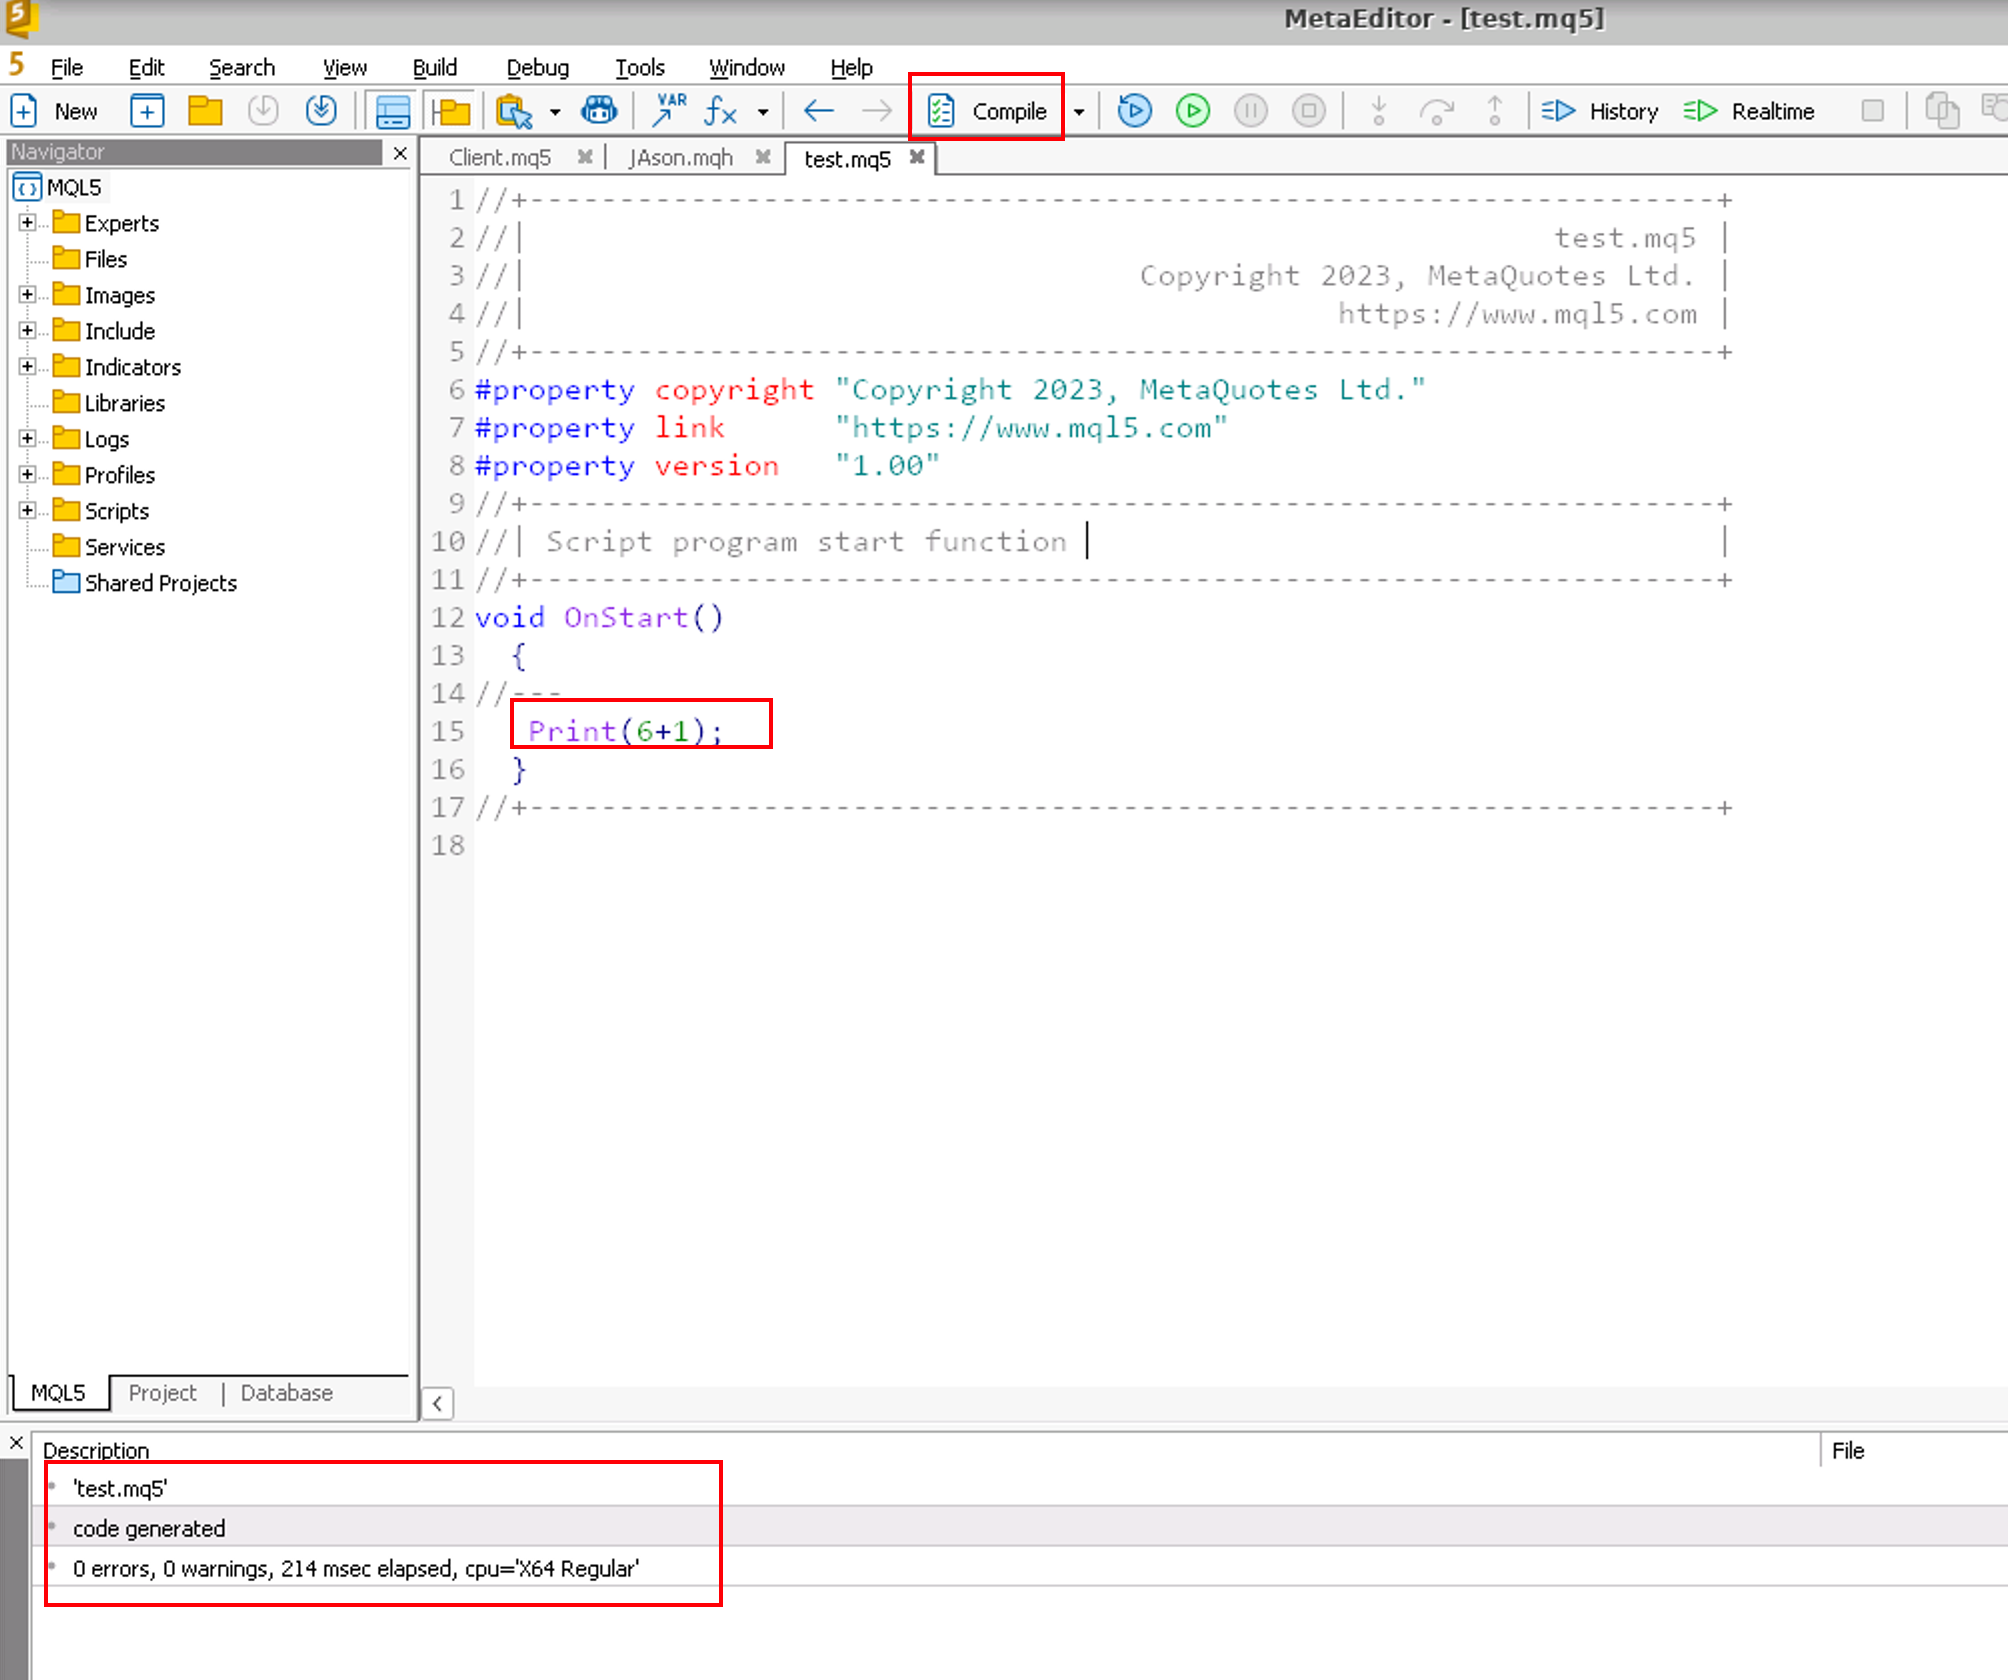 MetaEditor - [test.mq5]
File Edit Search View Build Debug Tools Window Help
New VAR fx Compile History Realtime
Navigator
Client.mq5 JAson.mqh test.mq5
MQL5
Experts
Files
Images
Include
Indicators
Libraries
Logs
Profiles
Scripts
Services
Shared Projects
1 //+------------------------------------------------------------------+
2 //| test.mq5 |
3 //| Copyright 2023, MetaQuotes Ltd. |
4 //| https://www.mql5.com |
5 //+------------------------------------------------------------------+
6 #property copyright "Copyright 2023, MetaQuotes Ltd."
7 #property link "https://www.mql5.com"
8 #property version "1.00"
9 //+------------------------------------------------------------------+
10 //| Script program start function |
11 //+------------------------------------------------------------------+
12 void OnStart()
13 {
14 //---
15 Print(6+1);
16 }
17 //+------------------------------------------------------------------+
18
MQL5 Project | Database
Description File
'test.mq5'
code generated
0 errors, 0 warnings, 214 msec elapsed, cpu='X64 Regular'